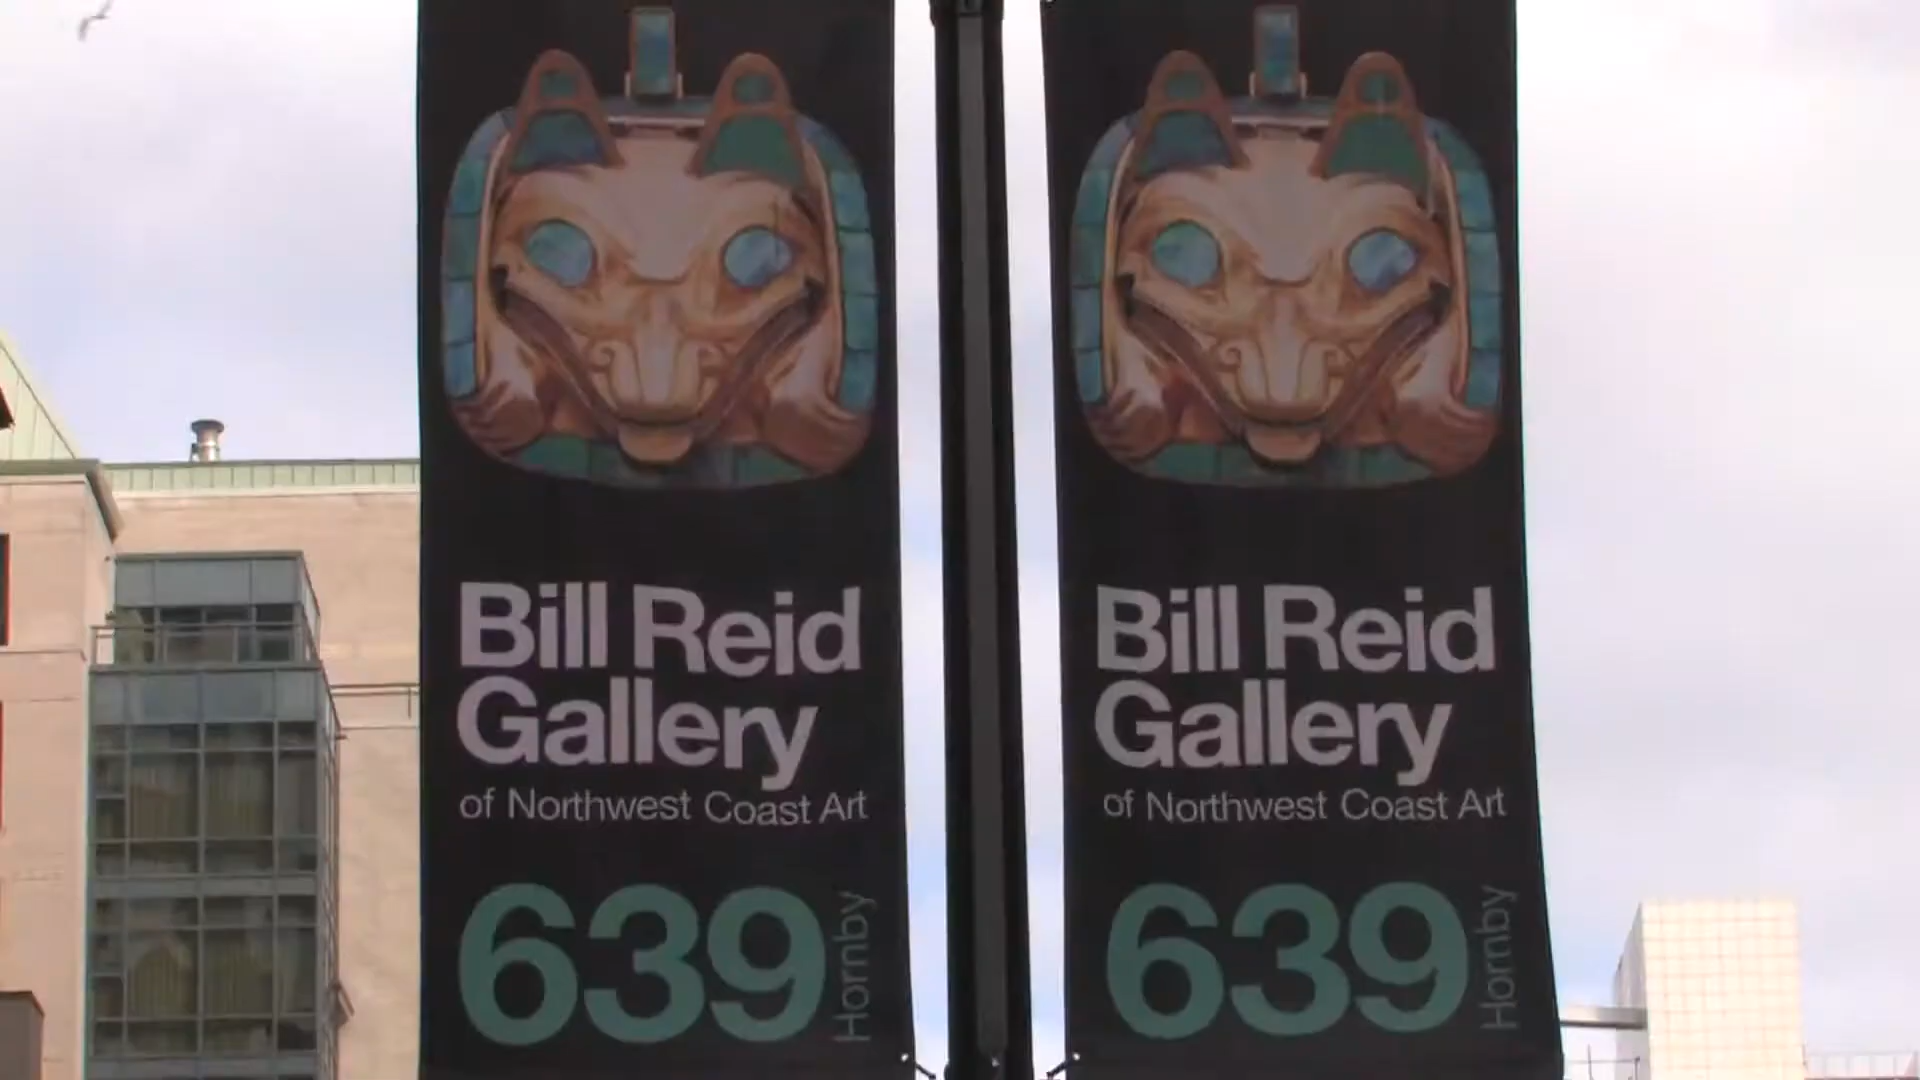 Bill Reid
Gallery
of Northwest Coast Art
639 Hornby
Bill Reid
Gallery
of Northwest Coast Art
639 Hornby